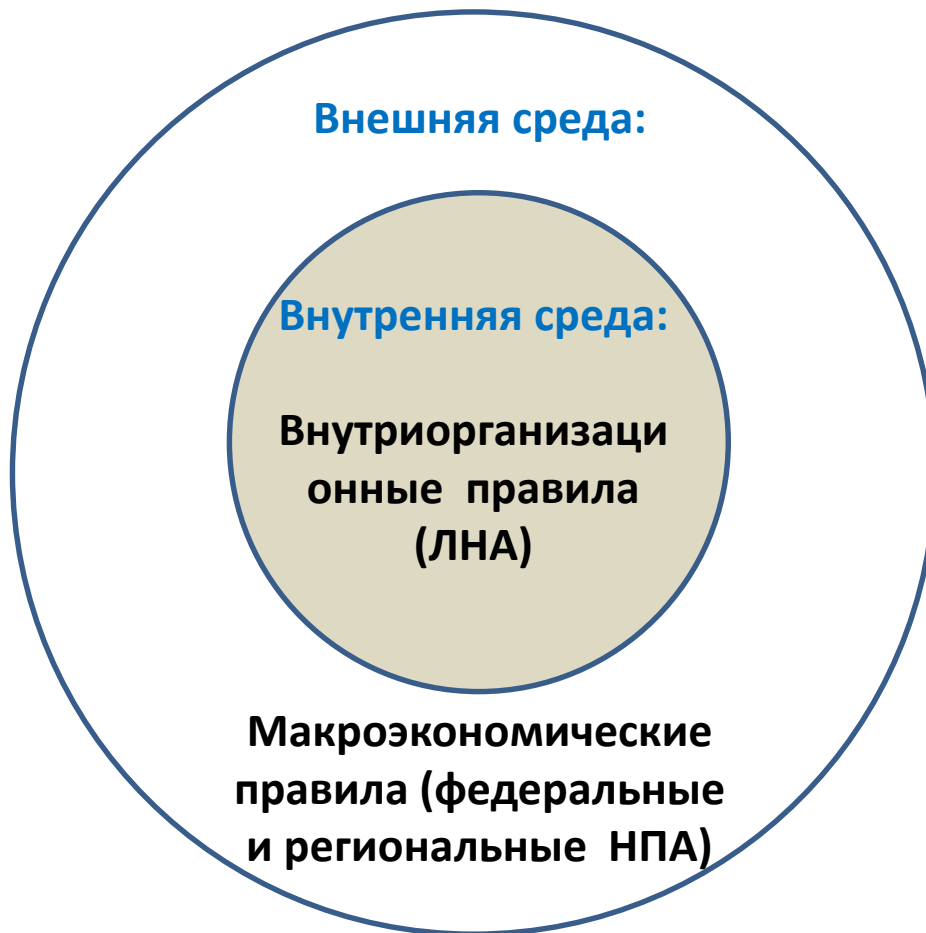 Внешняя среда:
Внутренняя среда:
Внутриорганизаци
онные правила
(ЛНА)
Макроэкономические
правила (федеральные
и региональные НПА)